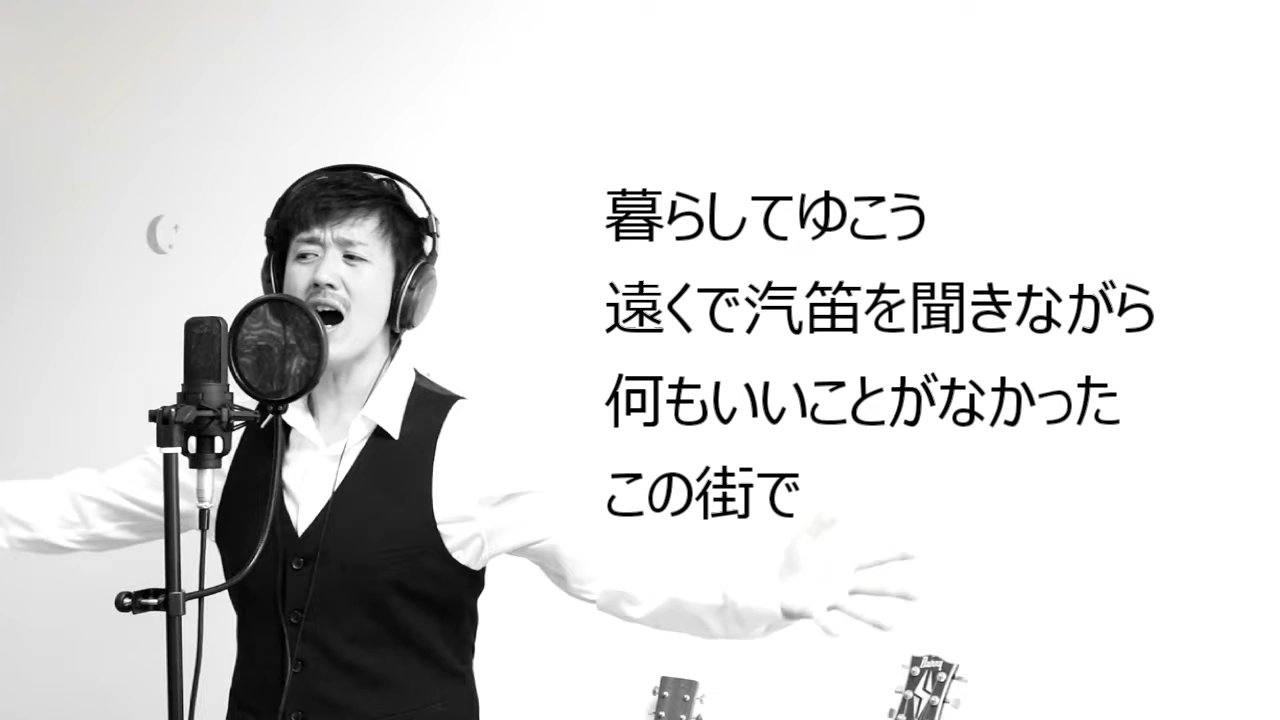 暮らしてゆこう
遠くで汽笛を聞きながら
何もいいことがなかった
この街で